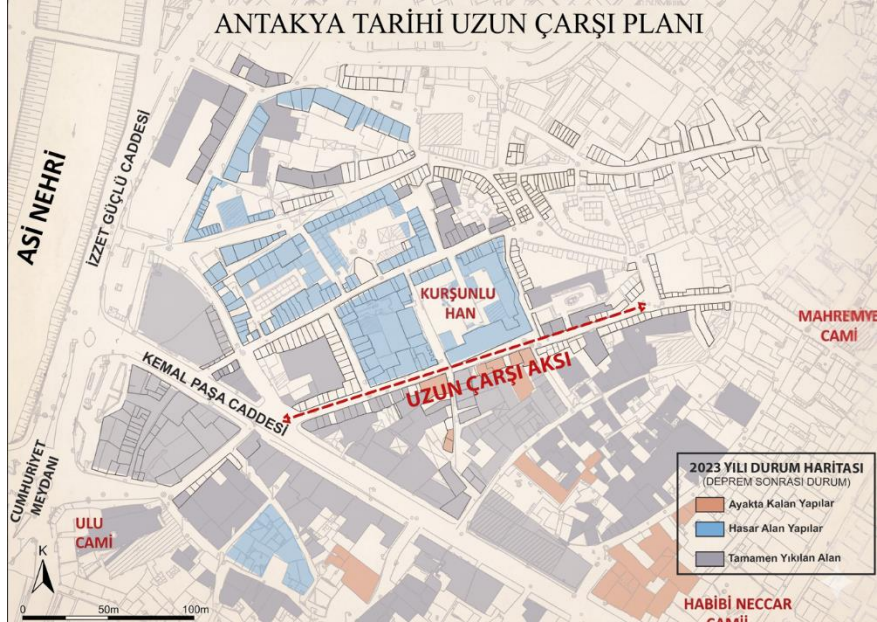 ANTAKYA TARİHİ UZUN ÇARŞI PLANI
ASİ NEHRİ
İZZET GÜÇLÜ CADDESİ
KURŞUNLU
HAN
MAHREMYE
CAMİ
UZUN ÇARŞI AKSI
KEMAL PAŞA CADDESİ
CUMHURİYET
MEYDANI
ULU
CAMİ
2023 YILI DURUM HARİTASI
(DEPREM SONRASI DURUM)
Ayakta Kalan Yapılar
Hasar Alan Yapılar
Tamamen Yıkılan Alan
K
0 50m 100m
HABİBİ NECCAR
CAMİİ